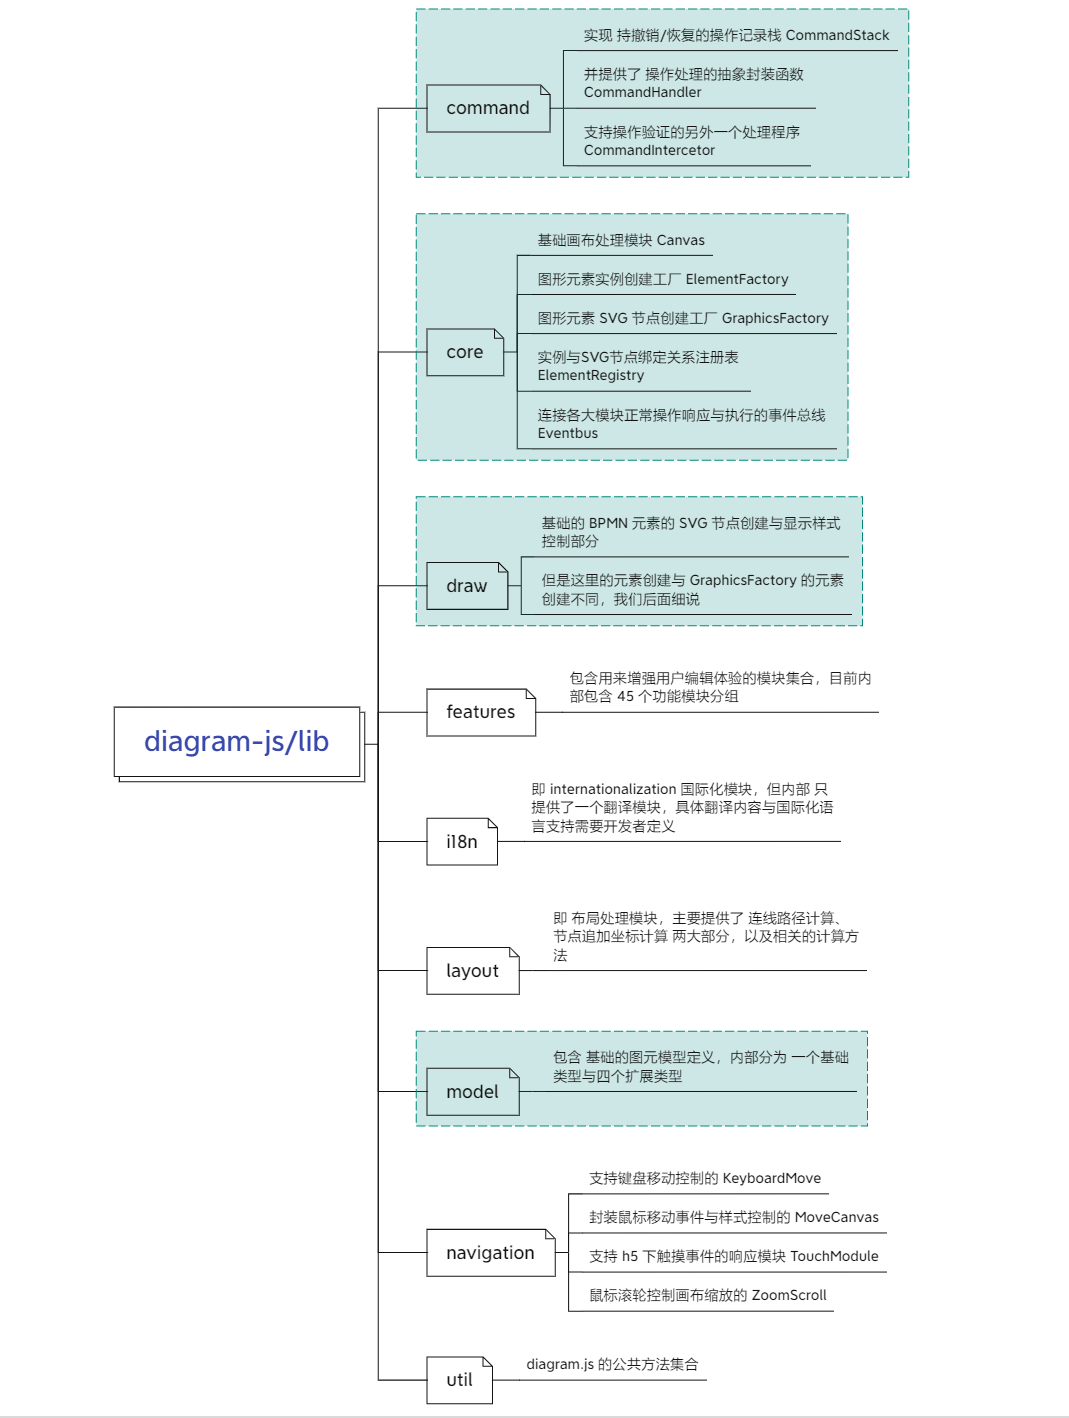 实现 持撤销/恢复的操作记录栈 CommandStack
并提供了 操作处理的抽象封装函数
CommandHandler
command
支持操作验证的另外一个处理程序
CommandIntercetor
基础画布处理模块 Canvas
图形元素实例创建工厂 ElementFactory
图形元素 SVG 节点创建工厂 GraphicsFactory
core
实例与SVG节点绑定关系注册表
ElementRegistry
连接各大模块正常操作响应与执行的事件总线
Eventbus
基础的 BPMN 元素的 SVG 节点创建与显示样式
控制部分
draw
但是这里的元素创建与 GraphicsFactory 的元素
创建不同，我们后面细说
包含用来增强用户编辑体验的模块集合，目前内
部包含 45 个功能模块分组
features
diagram-js/lib
即 internationalization 国际化模块，但内部 只
提供了一个翻译模块，具体翻译内容与国际化语
言支持需要开发者定义
i18n
即 布局处理模块，主要提供了 连线路径计算、
节点追加坐标计算 两大部分，以及相关的计算方
法
layout
包含 基础的图元模型定义，内部分为 一个基础
类型与四个扩展类型
model
支持键盘移动控制的 KeyboardMove
封装鼠标移动事件与样式控制的 MoveCanvas
navigation
支持 h5 下触摸事件的响应模块 TouchModule
鼠标滚轮控制画布缩放的 ZoomScroll
diagram.js 的公共方法集合
util